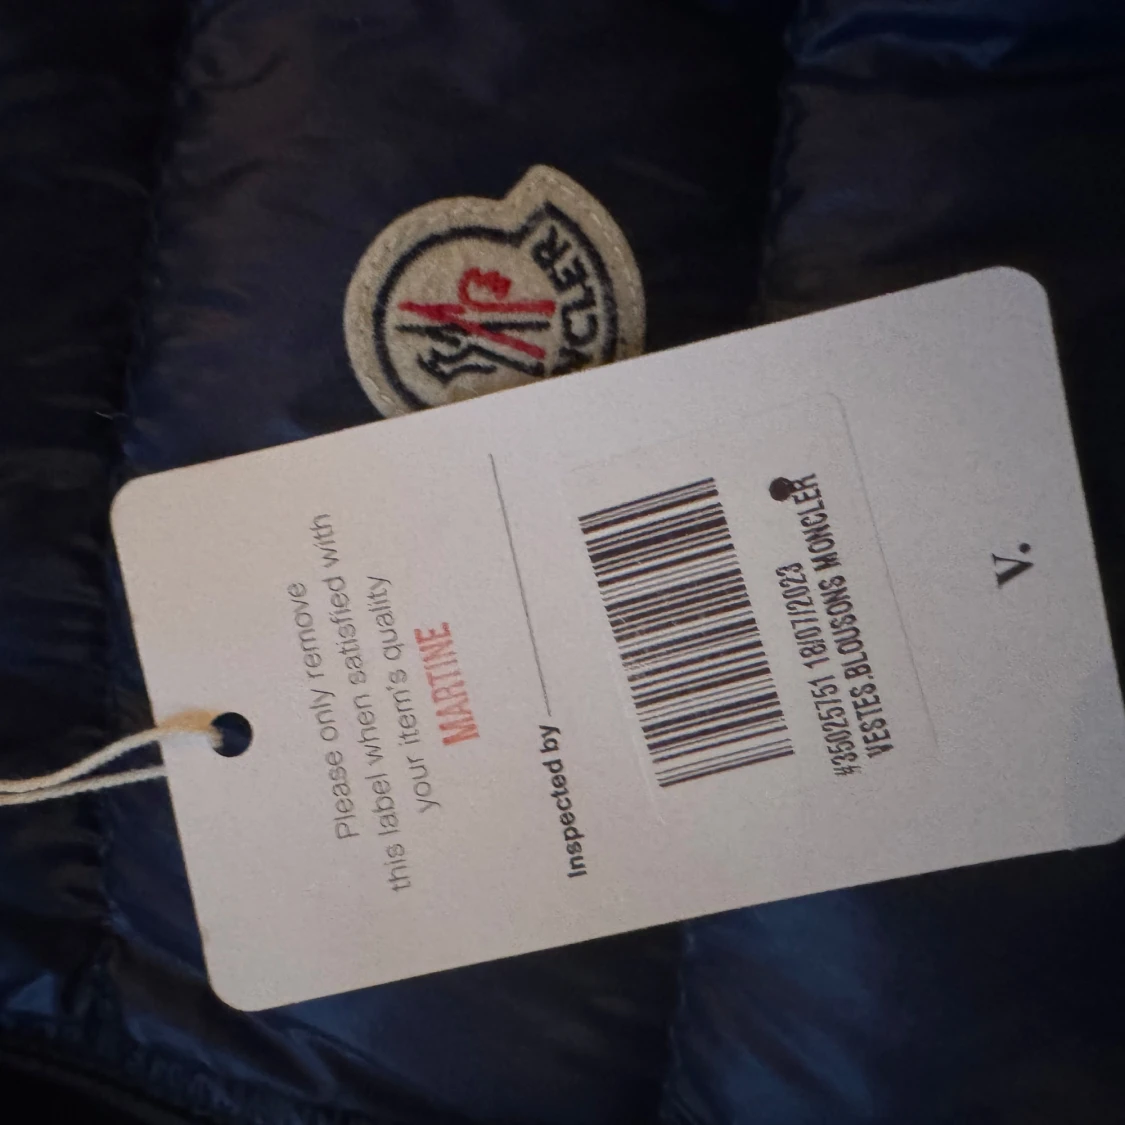 MONCLER
Please only remove
this label when satisfied with
your item's quality
MARTINE
Inspected by
#35025751 18/07/2023
VESTES.BLOUSONS MONCLER
V.